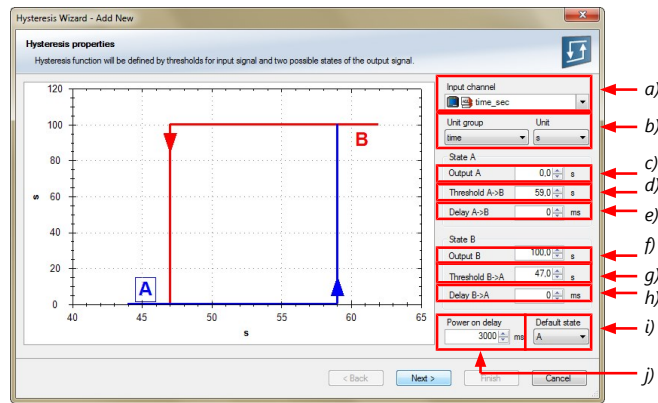 Hysteresis Wizard - Add New
Hysteresis properties
Hysteresis function will be defined by thresholds for input signal and two possible states of the output signal.
120
100
80
60
40
20
0
s
40 45 50 55 60 65
s
A
B
Input channel
time_sec
Unit group Unit
time s
State A
Output A 0,0 s
Threshold A->B 59,0 s
Delay A->B 0 ms
State B
Output B 100,0 s
Threshold B->A 47,0 s
Delay B->A 0 ms
Power on delay Default state
3000 ms A
a)
b)
c)
d)
e)
f)
g)
h)
i)
j)
< Back Next > Finish Cancel